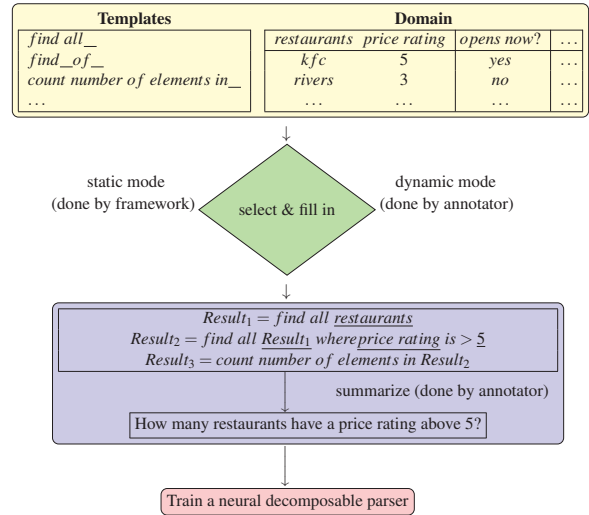 Templates
find all_
find_of_
count number of elements in_
...
Domain
restaurants price rating opens now? ...
kfc 5 yes ...
rivers 3 no ...
... ... ... ...
static mode
(done by framework)
select & fill in
dynamic mode
(done by annotator)
Result1 = find all restaurants
Result2 = find all Result1 whereprice rating is > 5
Result3 = count number of elements in Result2
summarize (done by annotator)
How many restaurants have a price rating above 5?
Train a neural decomposable parser